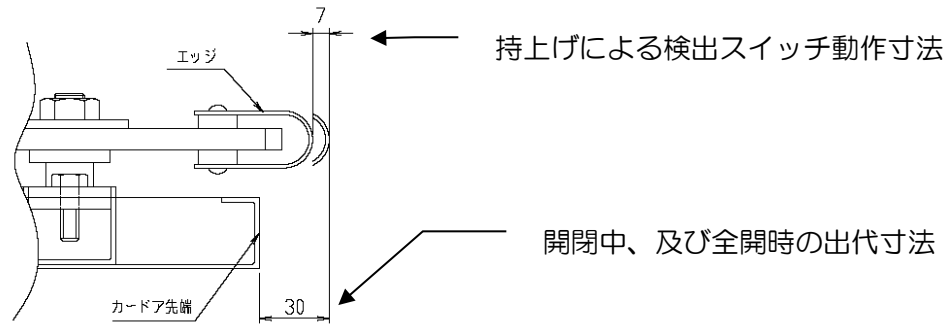 7
持上げによる検出スイッチ動作寸法
エッジ
開閉中、及び全開時の出代寸法
カードア先端
30